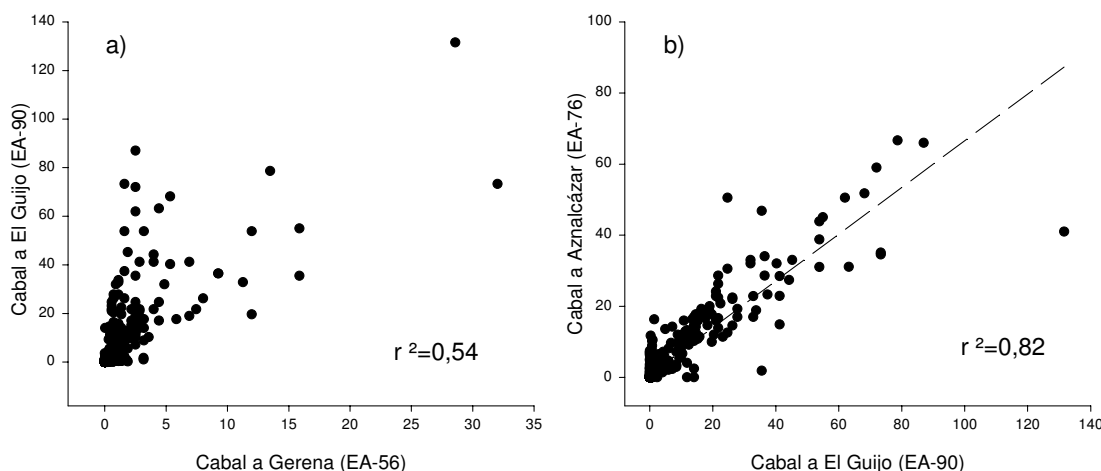 a)
Cabal a El Guijo (EA-90)
140
120
100
80
60
40
20
0
r ²=0,54
0 5 10 15 20 25 30 35
Cabal a Gerena (EA-56)
b)
Cabal a Aznalcázar (EA-76)
100
80
60
40
20
0
r ²=0,82
0 20 40 60 80 100 120 140
Cabal a El Guijo (EA-90)